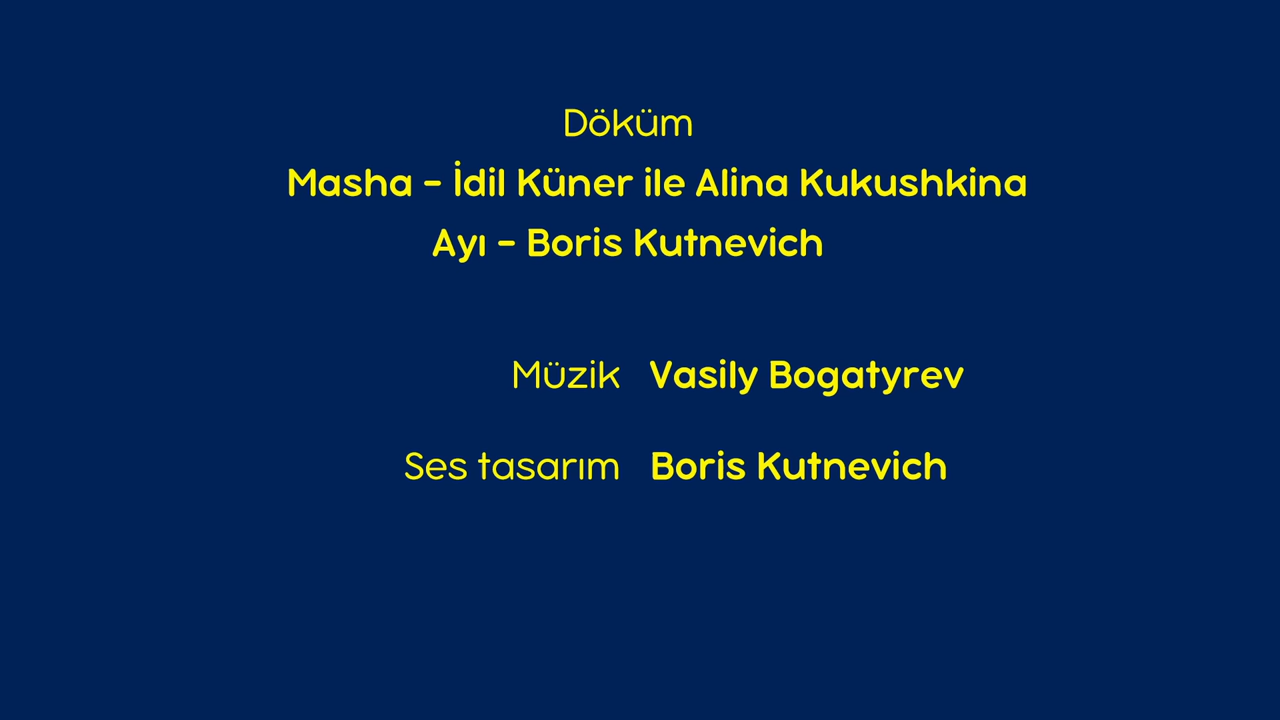 Döküm
Masha - İdil Küner ile Alina Kukushkina
Ayı - Boris Kutnevich
Müzik Vasily Bogatyrev
Ses tasarım Boris Kutnevich